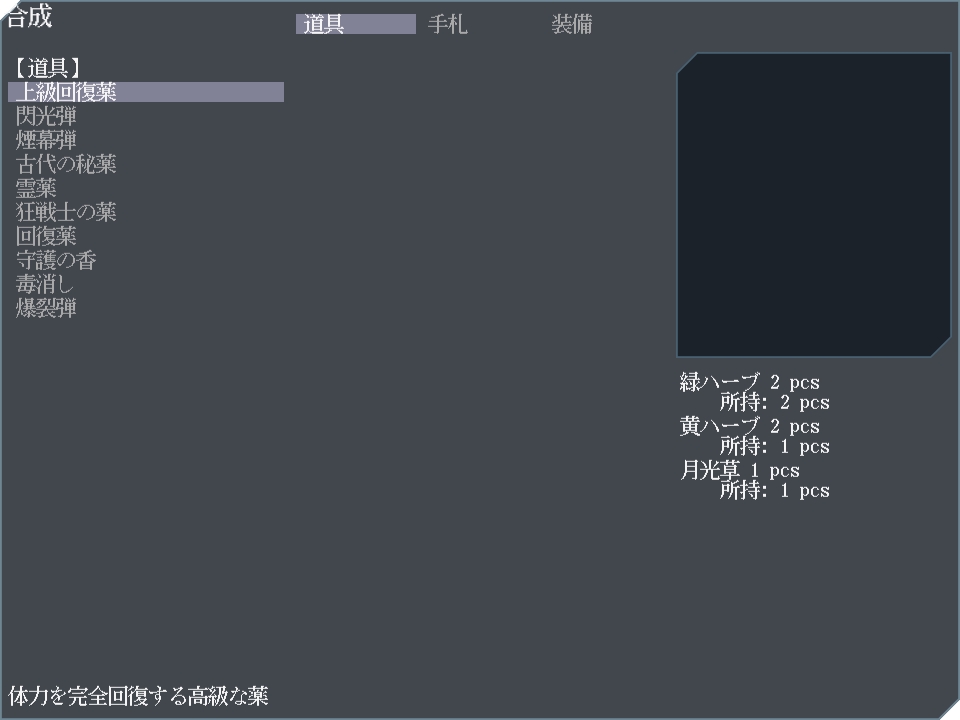 合成
道具 手札 装備
【道具】
上級回復薬
閃光弾
煙幕弾
古代の秘薬
霊薬
狂戦士の薬
回復薬
守護の香
毒消し
爆裂弾
緑ハーブ 2 pcs
所持: 2 pcs
黄ハーブ 2 pcs
所持: 1 pcs
月光草 1 pcs
所持: 1 pcs
体力を完全回復する高級な薬